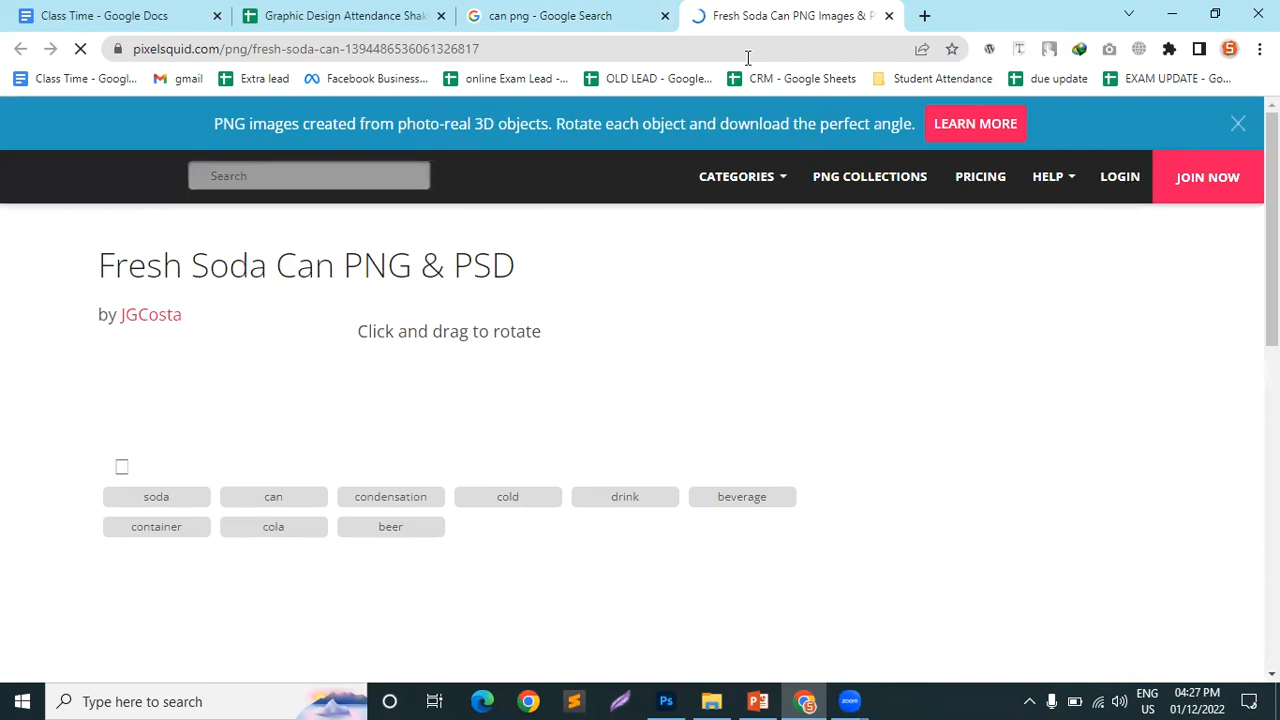 Class Time - Google Docs
Graphic Design Attendance Shak
can png - Google Search
Fresh Soda Can PNG Images & P
pixelsquid.com/png/fresh-soda-can-1394486536061326817
Class Time - Googl...
gmail
Extra lead
Facebook Business...
online Exam Lead -...
OLD LEAD - Google...
CRM - Google Sheets
Student Attendance
due update
EXAM UPDATE - Go...
PNG images created from photo-real 3D objects. Rotate each object and download the perfect angle.
LEARN MORE
Search
CATEGORIES
PNG COLLECTIONS
PRICING
HELP
LOGIN
JOIN NOW
Fresh Soda Can PNG & PSD
by JGCosta
Click and drag to rotate
soda
can
condensation
cold
drink
beverage
container
cola
beer
Type here to search
Ps
zoom
ENG
US
04:27 PM
01/12/2022